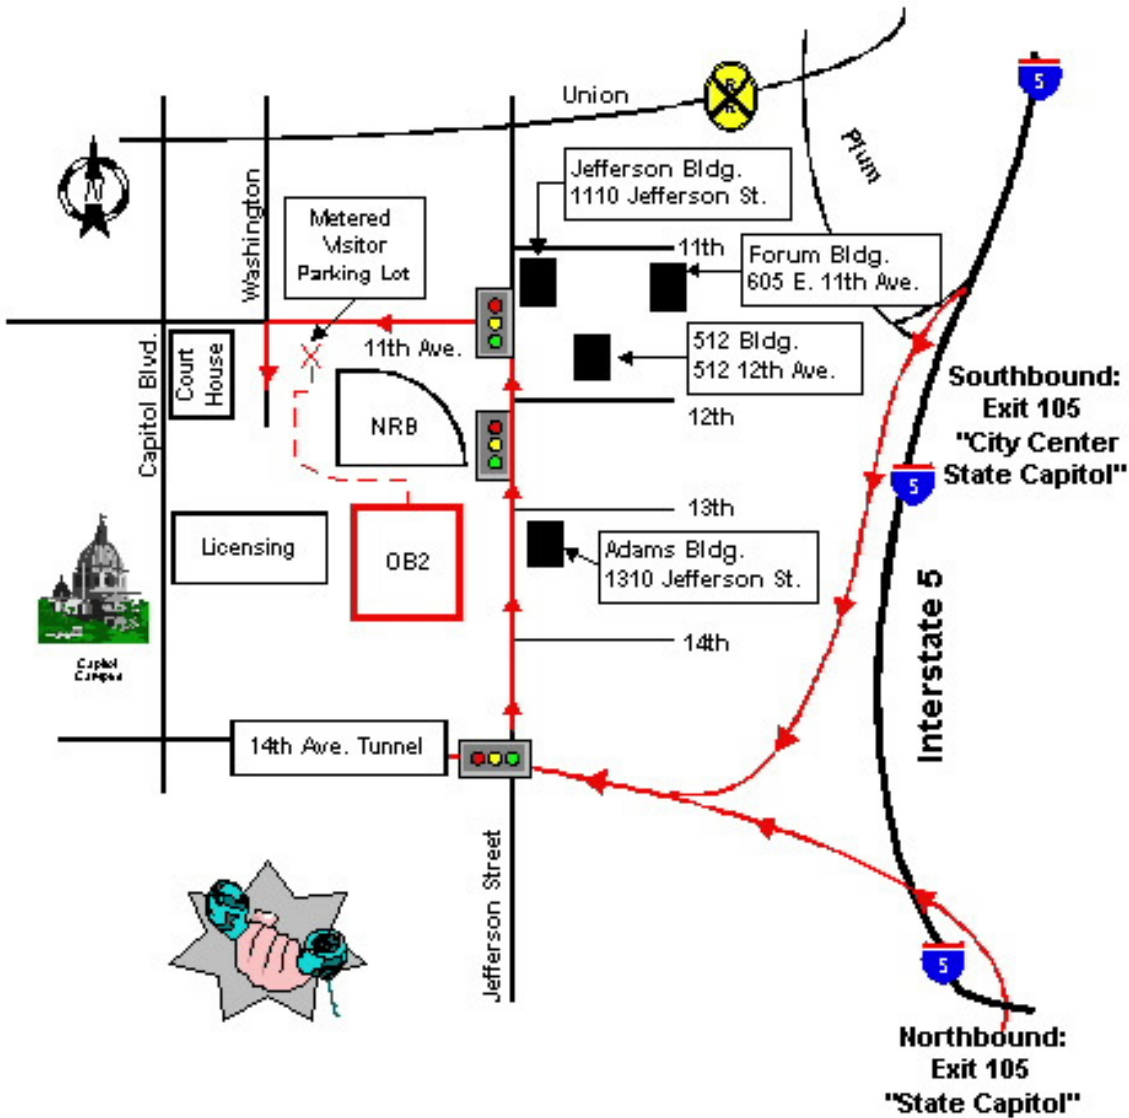 5
Union
R
R
Plum
N
Washington
Jefferson Bldg.
1110 Jefferson St.
Metered
Visitor
Parking Lot
11th
Forum Bldg.
605 E. 11th Ave.
11th Ave.
Court
House
Capitol Blvd.
512 Bldg.
512 12th Ave.
Southbound:
Exit 105
"City Center
State Capitol"
12th
NRB
5
13th
Licensing
OB2
Adams Bldg.
1310 Jefferson St.
Interstate 5
14th
Capitol
Campus
14th Ave. Tunnel
Jefferson Street
5
Northbound:
Exit 105
"State Capitol"